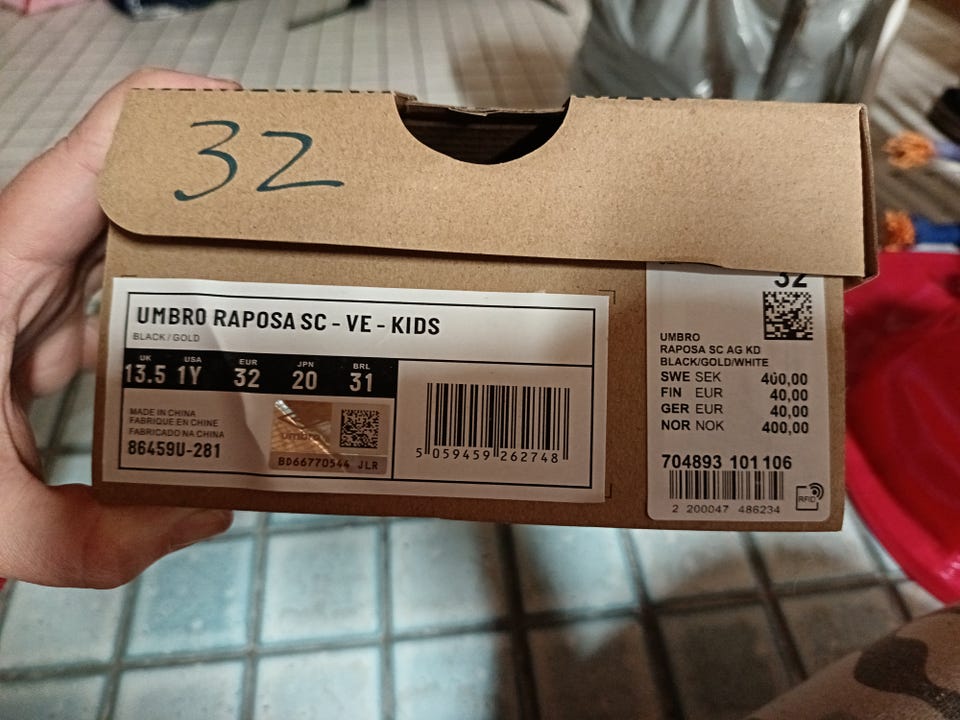 32
UMBRO RAPOSA SC - VE - KIDS
BLACK / GOLD
UK USA EUR JPN BRL
13.5 1Y 32 20 31
MADE IN CHINA
FABRIQUE EN CHINE
FABRICADO NA CHINA
86459U-281
umbro
BD66770544 JLR
5 059459 262748
32
UMBRO
RAPOSA SC AG KD
BLACK/GOLD/WHITE
SWE SEK 400,00
FIN EUR 40,00
GER EUR 40,00
NOR NOK 400,00
704893 101 106
2 200047 486234
RFID